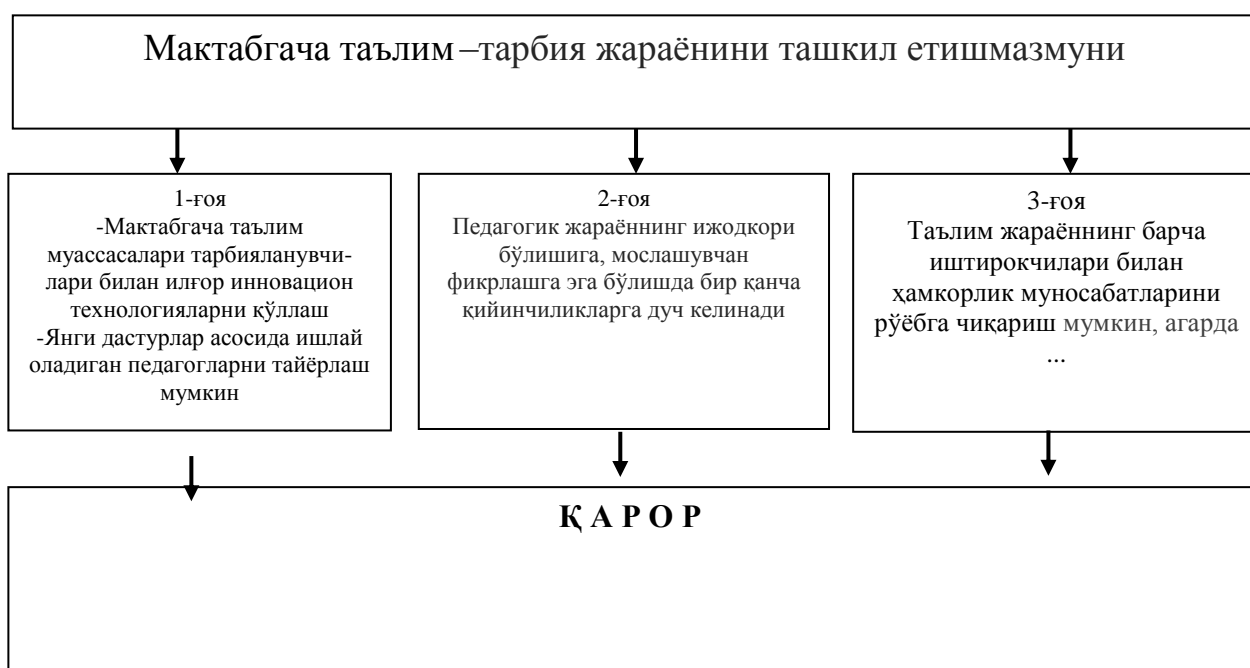 Мактабгача таълим –тарбия жараёнини ташкил етишмазмуни
1-ғоя
-Мактабгача таълим
муассасалари тарбияланувчи-
лари билан илғор инновацион
технологияларни қўллаш
-Янги дастурлар асосида ишлай
оладиган педагогларни тайёрлаш
мумкин
2-ғоя
Педагогик жараённинг ижодкори
бўлишига, мослашувчан
фикрлашга эга бўлишда бир қанча
қийинчиликларга дуч келинади
3-ғоя
Таълим жараённинг барча
иштирокчилари билан
ҳамкорлик муносабатларини
рўёбга чиқариш мумкин, агарда
...
Қ А Р О Р